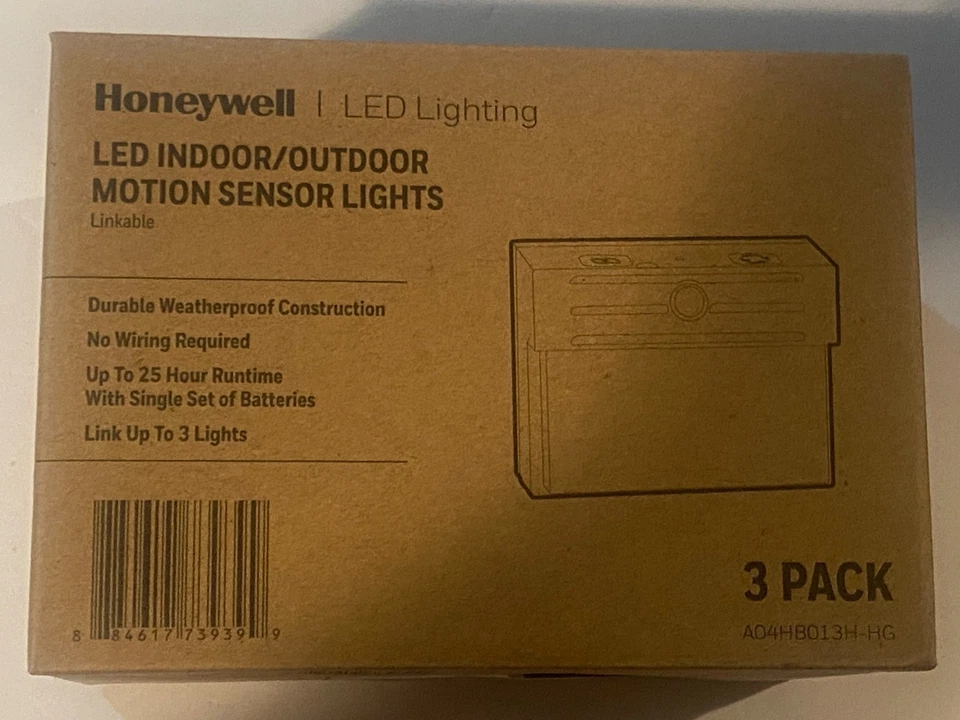 Honeywell | LED Lighting
LED INDOOR/OUTDOOR
MOTION SENSOR LIGHTS
Linkable
Durable Weatherproof Construction
No Wiring Required
Up To 25 Hour Runtime
With Single Set of Batteries
Link Up To 3 Lights
8 84617 73939 9
3 PACK
A04HB013H-HG